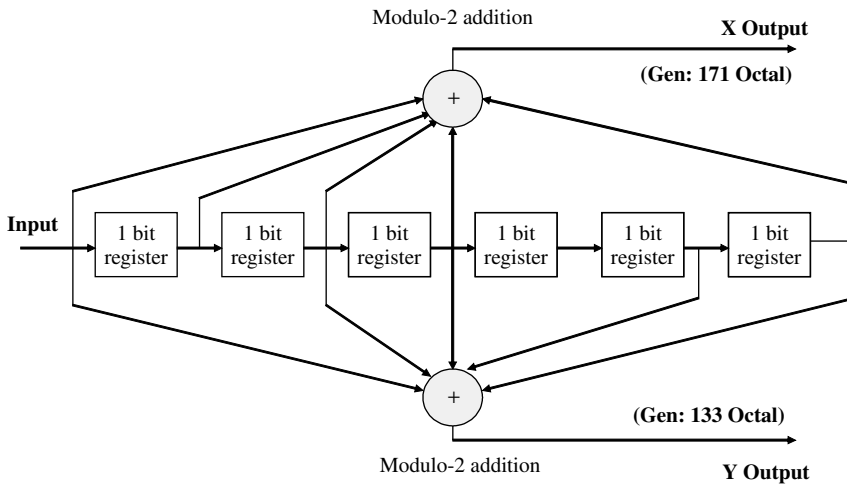 Modulo-2 addition
X Output
(Gen: 171 Octal)
+
Input
1 bit
register
1 bit
register
1 bit
register
1 bit
register
1 bit
register
1 bit
register
+
(Gen: 133 Octal)
Modulo-2 addition
Y Output